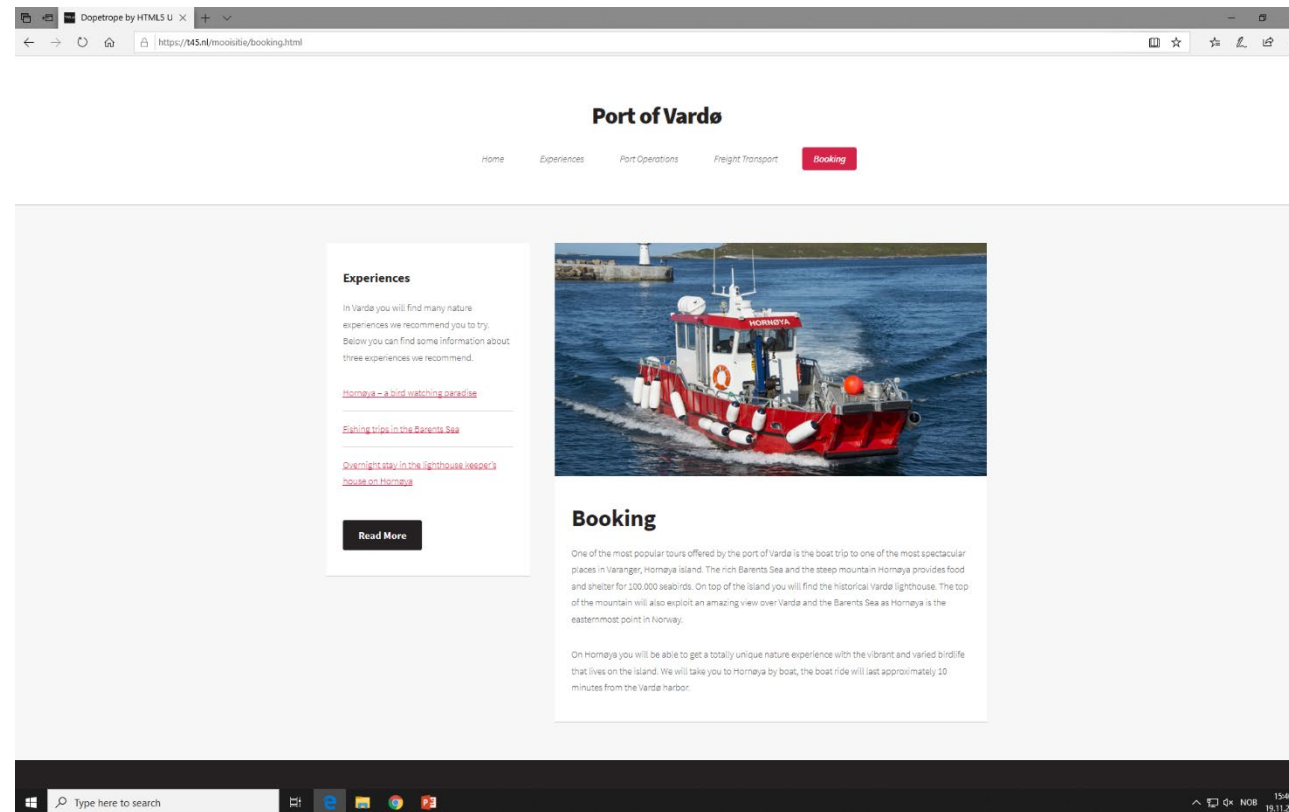 Dopetrope by HTML5 U
https://t45.nl/mooisitie/booking.html
Port of Vardø
Home Experiences Port Operations Freight Transport Booking
Experiences
In Vardø you will find many nature
experiences we recommend you to try.
Below you can find some information about
three experiences we recommend.
Hornøya – a bird watching paradise
Fishing trips in the Barents Sea
Overnight stay in the lighthouse keeper's
house on Hornøya
Read More
HORNØYA
Booking
One of the most popular tours offered by the port of Vardø is the boat trip to one of the most spectacular
places in Varanger, Hornøya island. The rich Barents Sea and the steep mountain Hornøya provides food
and shelter for 100.000 seabirds. On top of the island you will find the historical Vardø lighthouse. The top
of the mountain will also exploit an amazing view over Vardø and the Barents Sea as Hornøya is the
easternmost point in Norway.
On Hornøya you will be able to get a totally unique nature experience with the vibrant and varied birdlife
that lives on the island. We will take you to Hornøya by boat, the boat ride will last approximately 10
minutes from the Vardø harbor.
Type here to search
NOB